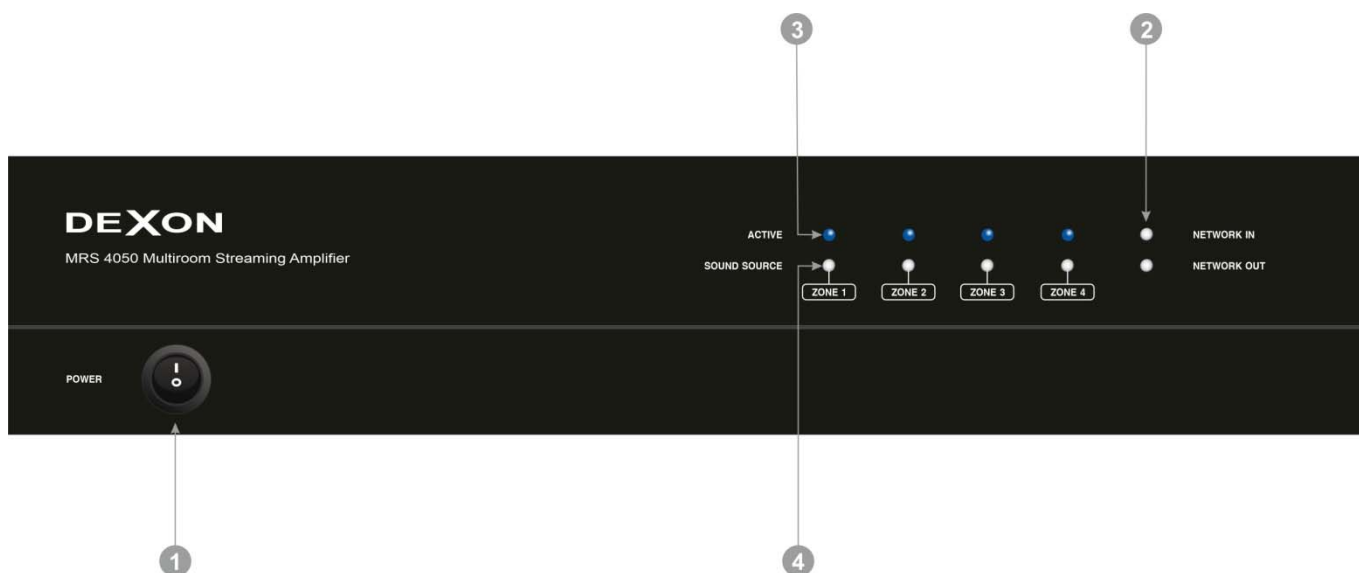 3 2
DEXON
MRS 4050 Multiroom Streaming Amplifier
ACTIVE NETWORK IN
SOUND SOURCE NETWORK OUT
ZONE 1 ZONE 2 ZONE 3 ZONE 4
POWER
I
O
1 4